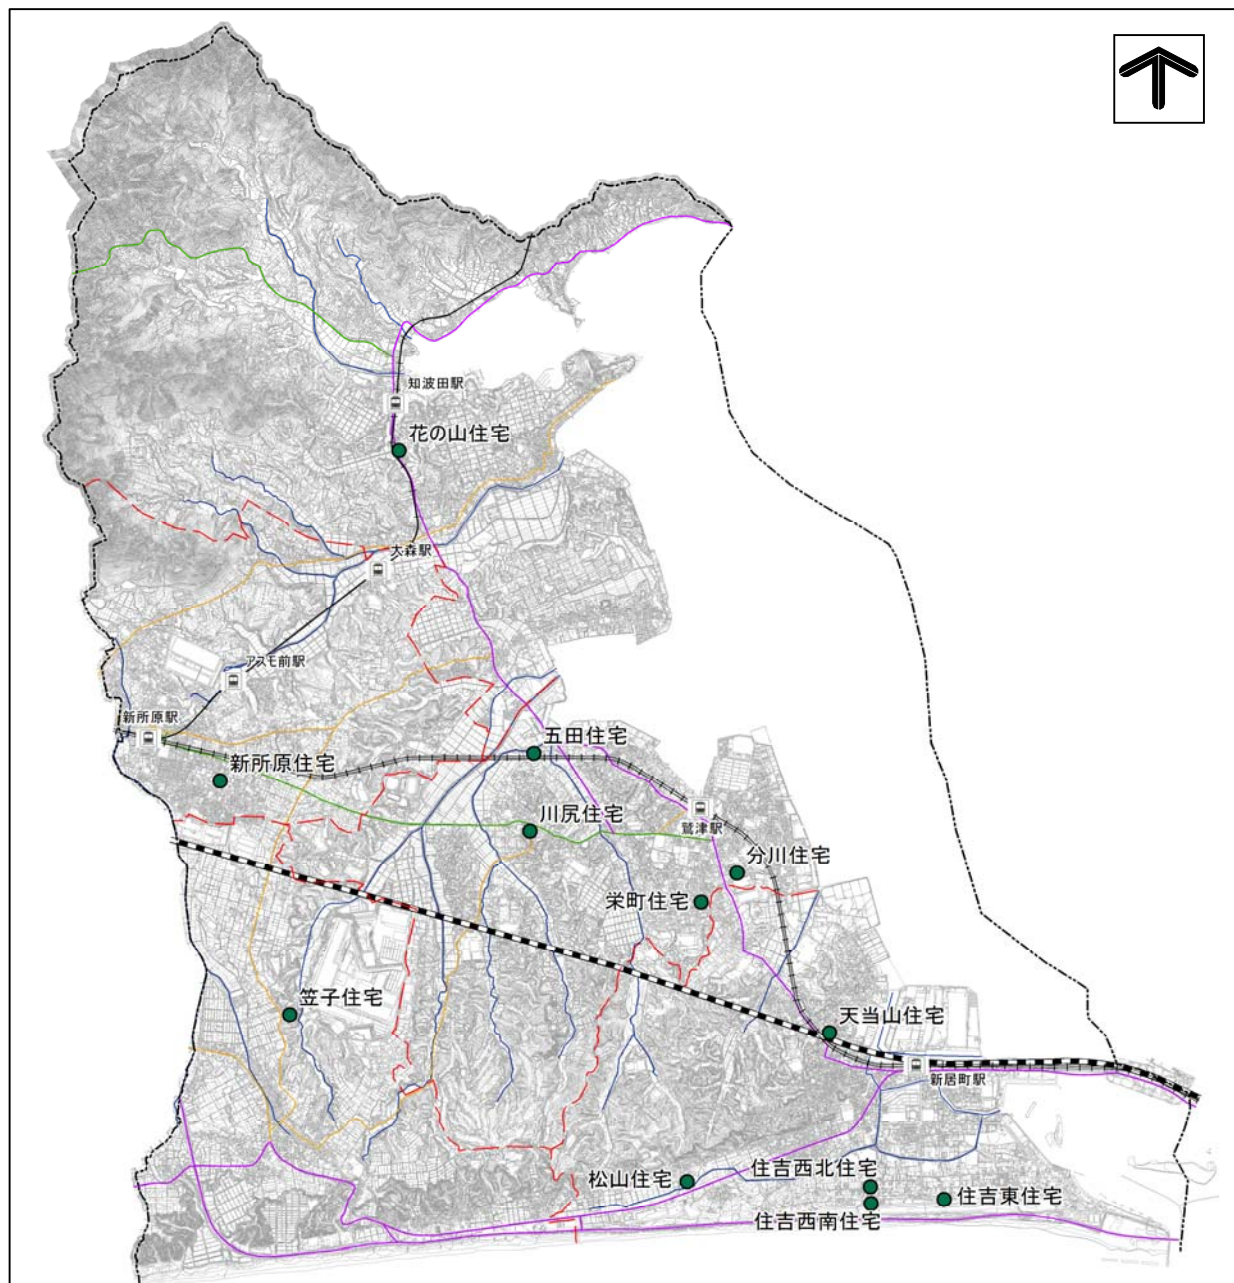 知波田駅
花の山住宅
大森駅
アスモ前駅
新所原駅
新所原住宅
五田住宅
川尻住宅
鷲津駅
分川住宅
栄町住宅
笠子住宅
天当山住宅
新居町駅
松山住宅
住吉西北住宅
住吉東住宅
住吉西南住宅